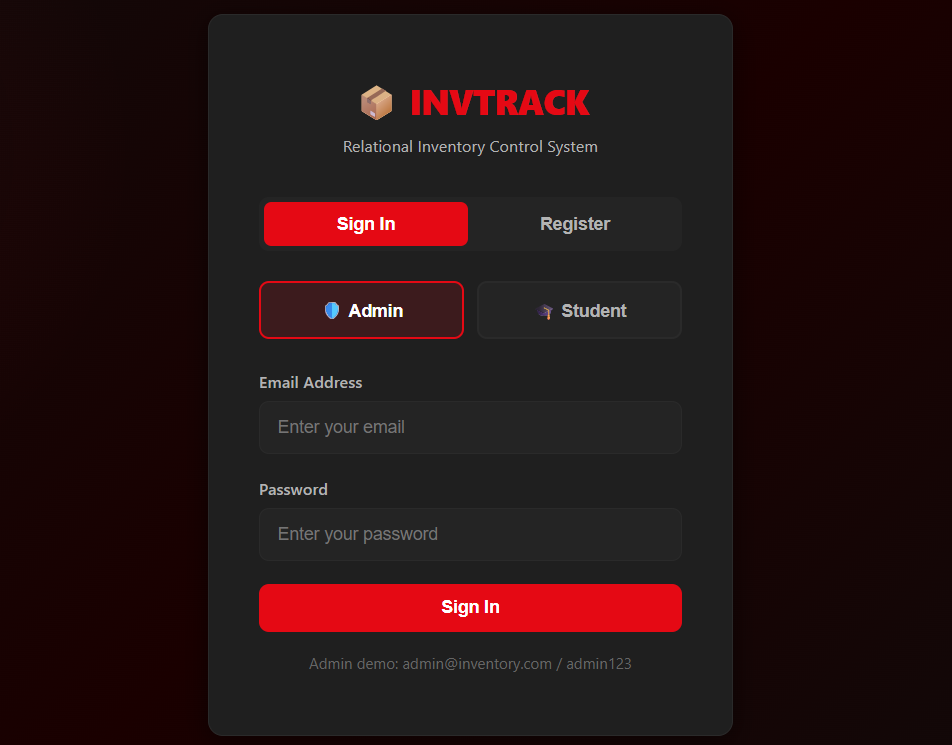 INVTRACK
Relational Inventory Control System
Sign In Register
Admin Student
Email Address
Enter your email
Password
Enter your password
Sign In
Admin demo: admin@inventory.com / admin123